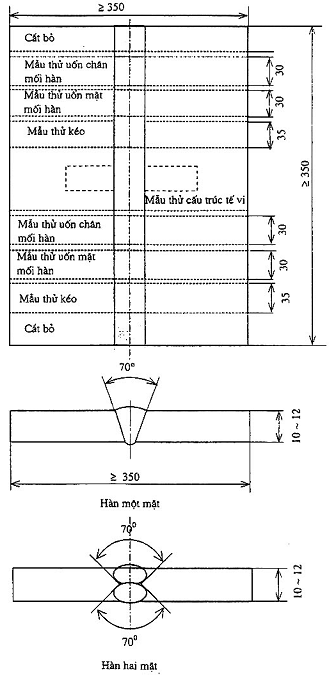 ≥ 350
Cắt bỏ
Mẫu thử uốn chân
mối hàn
30
Mẫu thử uốn mặt
mối hàn
30
Mẫu thử kéo
35
≥ 350
Mẫu thử cấu trúc tế vi
Mẫu thử uốn chân
mối hàn
30
Mẫu thử uốn mặt
mối hàn
30
Mẫu thử kéo
35
Cắt bỏ
70°
10 ~ 12
≥ 350
Hàn một mặt
70⁰
10 ~ 12
70⁰
Hàn hai mặt